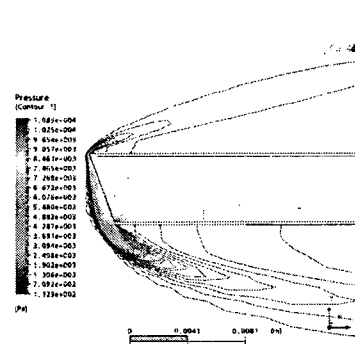 Pressure
(Contour 1)
1.083e+004
1.025e+004
9.654e+003
9.057e+003
8.461e+003
7.865e+003
7.268e+003
6.672e+003
6.076e+003
5.480e+003
4.883e+003
4.287e+003
3.691e+003
3.094e+003
2.498e+003
1.902e+003
1.306e+003
7.092e+002
1.123e+002
[Pa]
0
0.0041
0.0081
(m)